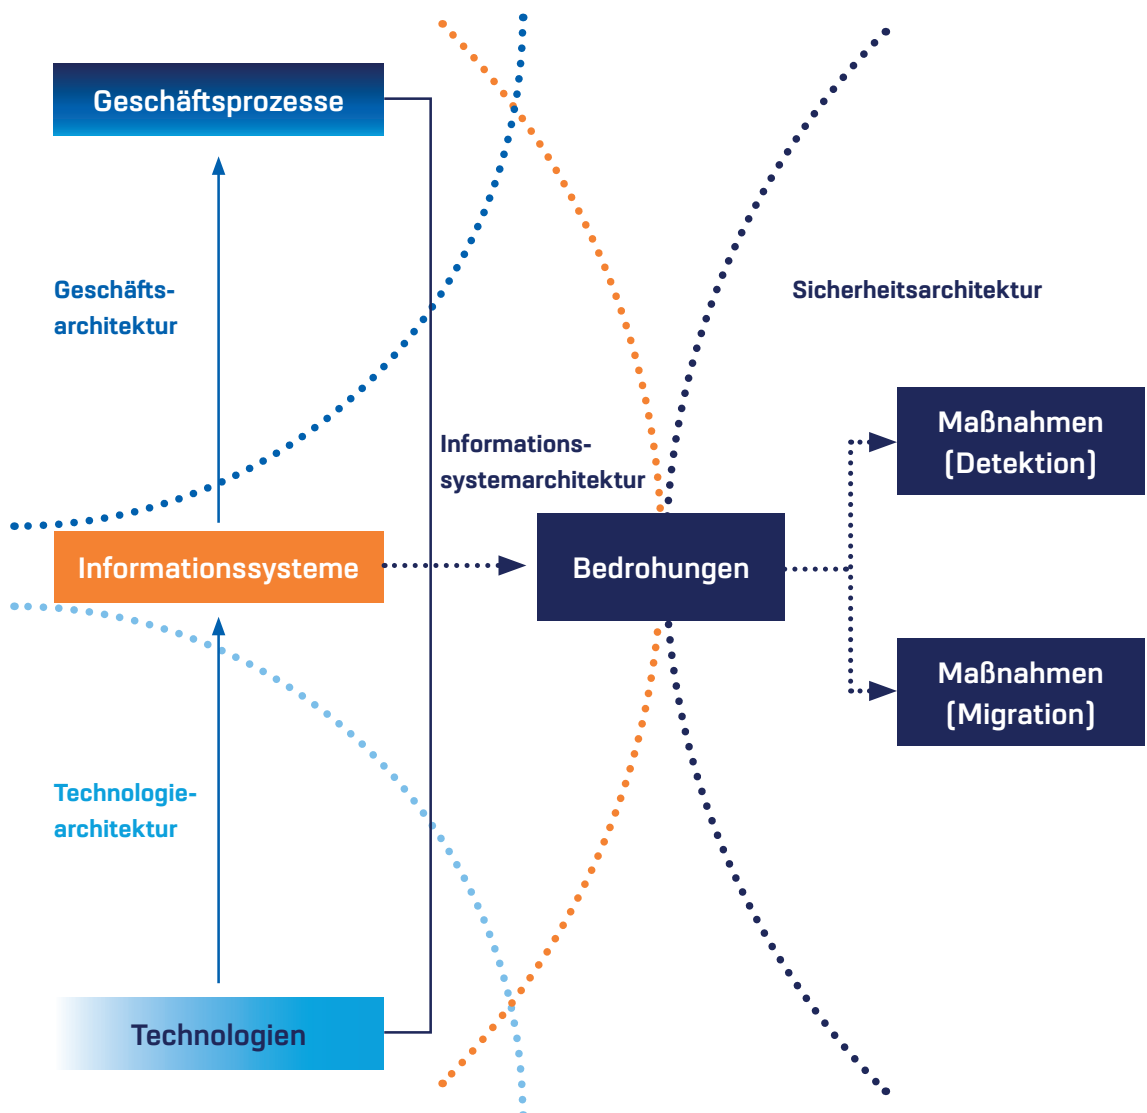 Geschäftsprozesse
Geschäfts-
architektur
Sicherheitsarchitektur
Informations-
systemarchitektur
Maßnahmen
(Detektion)
Informationssysteme
Bedrohungen
Maßnahmen
(Migration)
Technologie-
architektur
Technologien